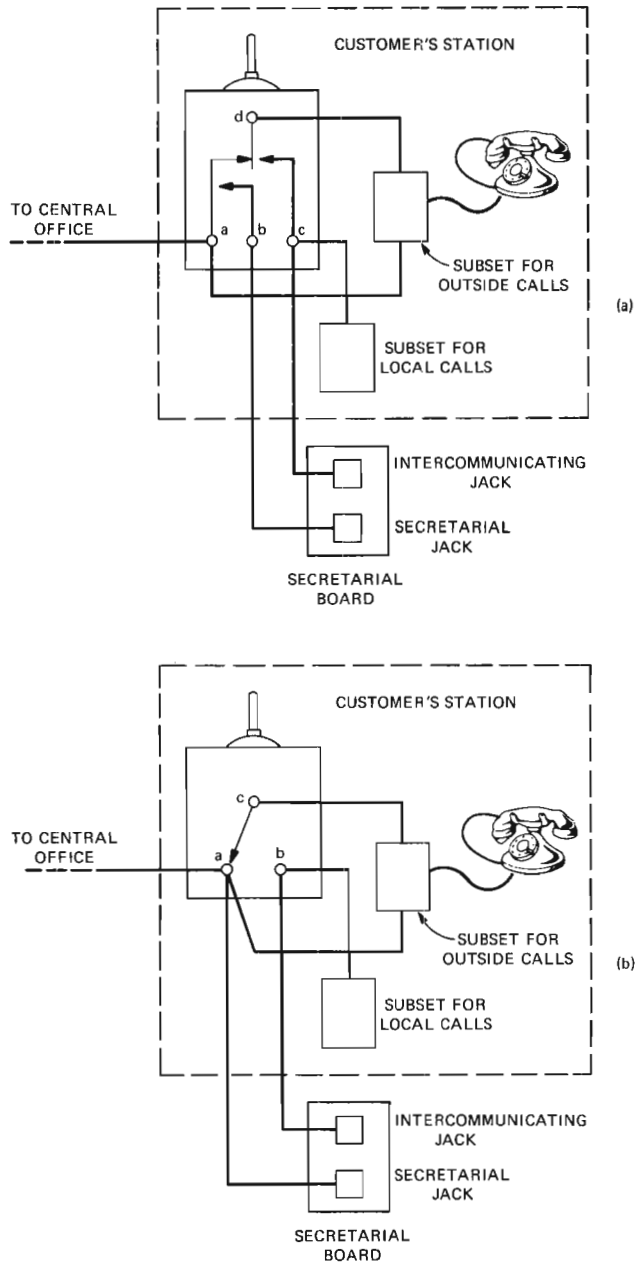 CUSTOMER'S STATION
d
TO CENTRAL
OFFICE
a
b
c
SUBSET FOR
OUTSIDE CALLS
(a)
SUBSET FOR
LOCAL CALLS
INTERCOMMUNICATING
JACK
SECRETARIAL
JACK
SECRETARIAL
BOARD
CUSTOMER'S STATION
c
TO CENTRAL
OFFICE
a
b
SUBSET FOR
OUTSIDE CALLS
(b)
SUBSET FOR
LOCAL CALLS
INTERCOMMUNICATING
JACK
SECRETARIAL
JACK
SECRETARIAL
BOARD